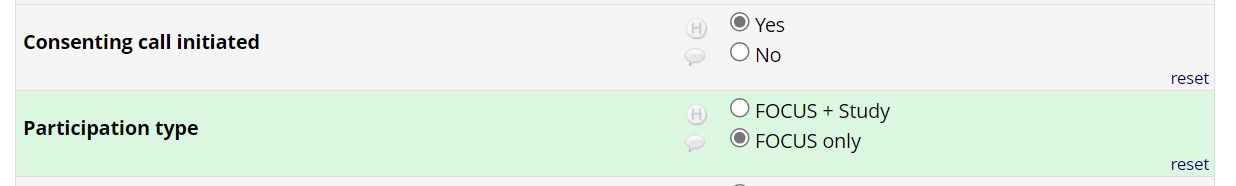 Consenting call initiated
H
Yes
No
reset
Participation type
H
FOCUS + Study
FOCUS only
reset